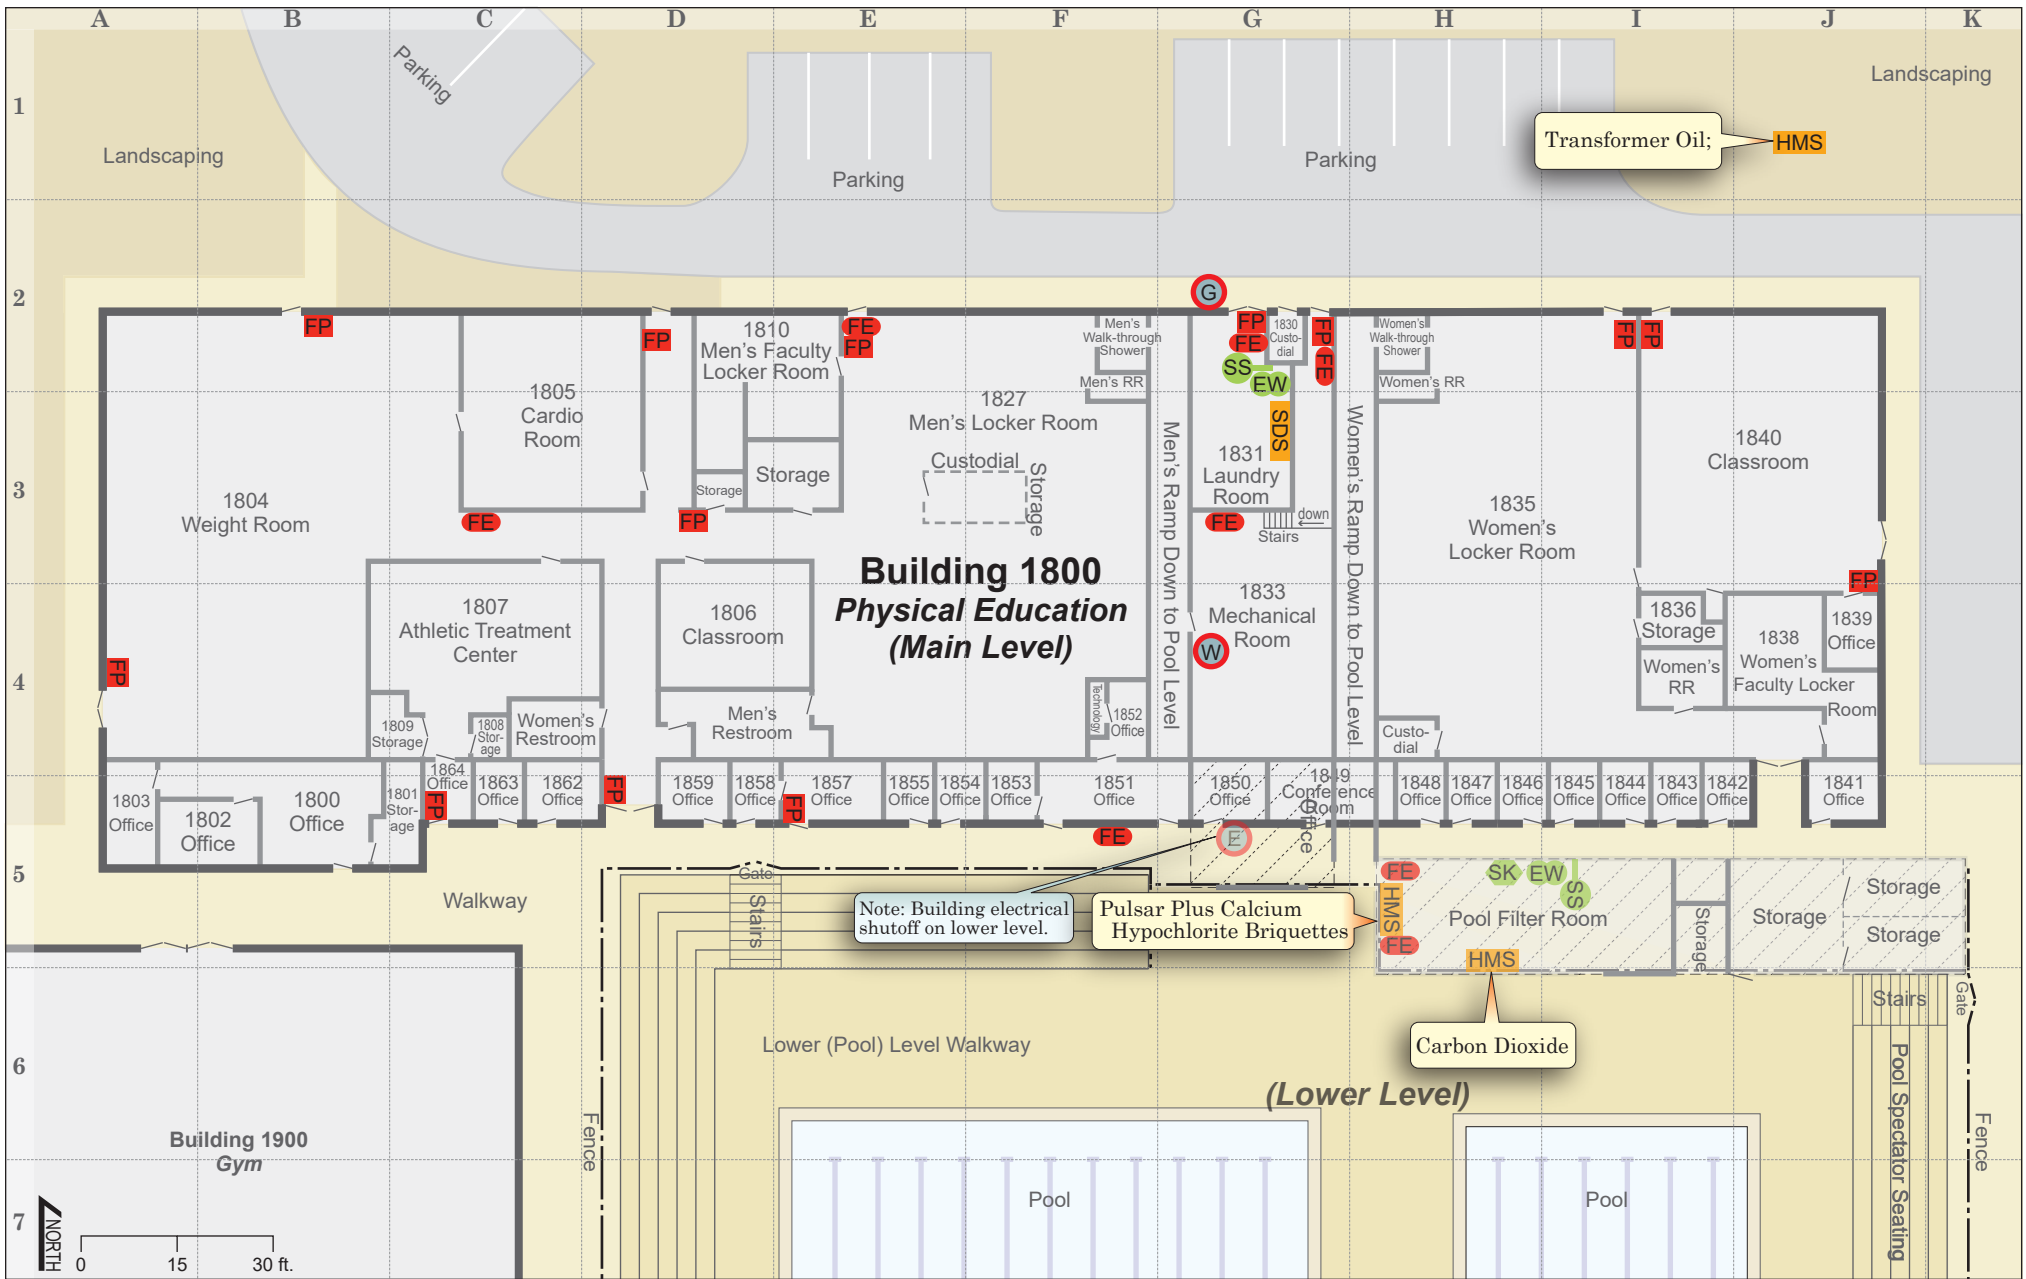 A B C D E F G H I J K
1
2
3
4
5
6
7
Parking
Landscaping
Parking
Parking
Landscaping
Transformer Oil;
HMS
G
FP
FP
1810
Men's Faculty
Locker Room
FE
FP
Men's
Walk-through
Shower
Men's RR
FP
FE
1830
Custo-
dial
FP
FE
SS
EW
SDS
Women's
Walk-through
Shower
Women's RR
FP
FP
1805
Cardio
Room
1827
Men's Locker Room
Custodial
Storage
Storage
Storage
1831
Laundry
Room
Men's Ramp Down to Pool Level
Women's Ramp Down to Pool Level
1840
Classroom
1804
Weight Room
FE
FP
FE
down
Stairs
1835
Women's
Locker Room
Building 1800
Physical Education
(Main Level)
1807
Athletic Treatment
Center
1806
Classroom
1833
Mechanical
Room
W
FP
1836
Storage
1838
Women's
Faculty Locker
Room
1839
Office
Women's
RR
FP
1809
Storage
1808
Stor-
age
Women's
Restroom
Men's
Restroom
Technology
1852
Office
Custo-
dial
1803
Office
1802
Office
1800
Office
1801
Stor-
age
1864
Office
FP
1863
Office
1862
Office
FP
1859
Office
1858
Office
FP
1857
Office
1855
Office
1854
Office
1853
Office
1851
Office
1850
Office
1849
Conference
Room
Office
1848
Office
1847
Office
1846
Office
1845
Office
1844
Office
1843
Office
1842
Office
1841
Office
FE
E
Walkway
Gate
Stairs
Note: Building electrical
shutoff on lower level.
Pulsar Plus Calcium
Hypochlorite Briquettes
FE
HMS
FE
SK
EW
SS
Pool Filter Room
HMS
Storage
Storage
Storage
Storage
Carbon Dioxide
Stairs
Gate
Lower (Pool) Level Walkway
(Lower Level)
Pool Spectator Seating
Fence
Fence
Building 1900
Gym
Pool
Pool
NORTH
0 15 30 ft.